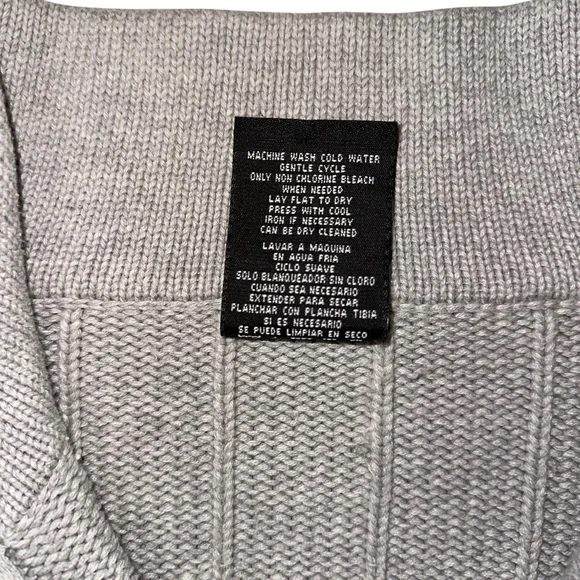 MACHINE WASH COLD WATER
GENTLE CYCLE
ONLY NON CHLORINE BLEACH
WHEN NEEDED
LAY FLAT TO DRY
PRESS WITH COOL
IRON IF NECESSARY
CAN BE DRY CLEANED
LAVAR A MAQUINA
EN AGUA FRIA
CICLO SUAVE
SOLO BLANQUEADOR SIN CLORO
CUANDO SEA NECESARIO
EXTENDER PARA SECAR
PLANCHAR CON PLANCHA TIBIA
SI ES NECESARIO
SE PUEDE LIMPIAR EN SECO